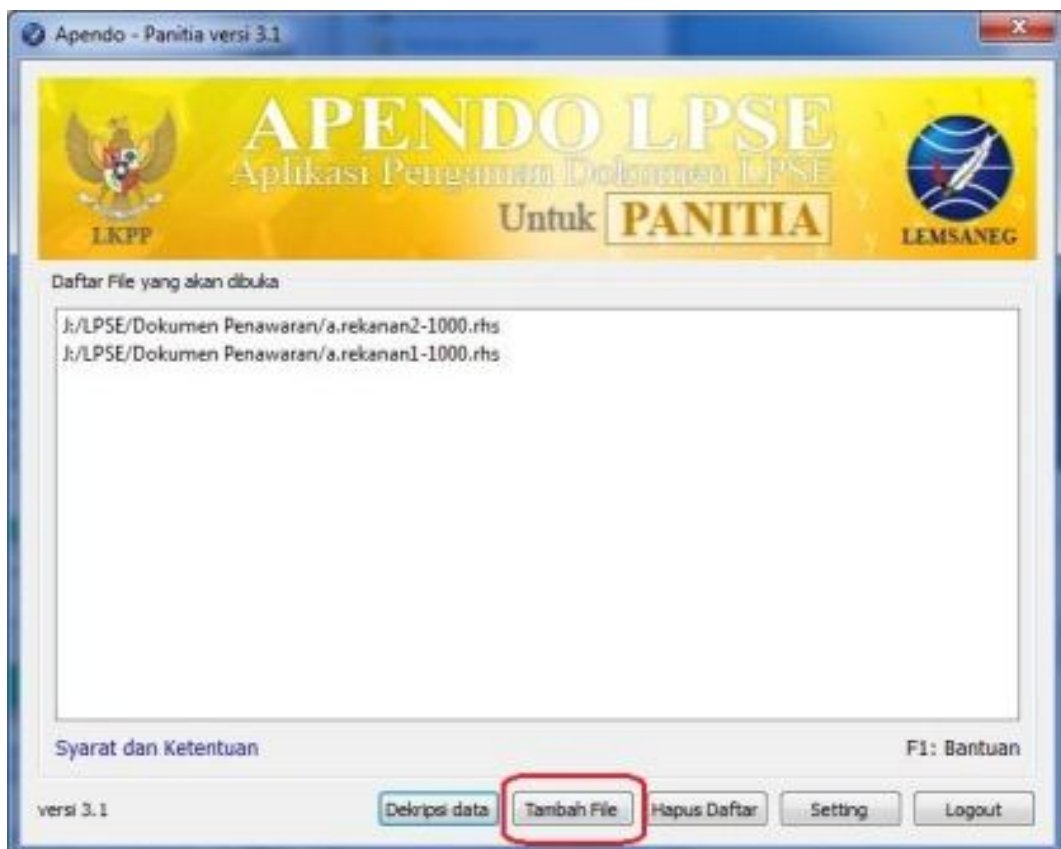 Apendo - Panitia versi 3.1
APENDO LPSE
Aplikasi Pengaman Dokumen LPSE
Untuk PANITIA
LKPP
LEMSANEG
Daftar File yang akan dibuka
J:/LPSE/Dokumen Penawaran/a.rekanan2-1000.rhs
J:/LPSE/Dokumen Penawaran/a.rekanan1-1000.rhs
Syarat dan Ketentuan
F1: Bantuan
versi 3.1
Dekripsi data
Tambah File
Hapus Daftar
Setting
Logout